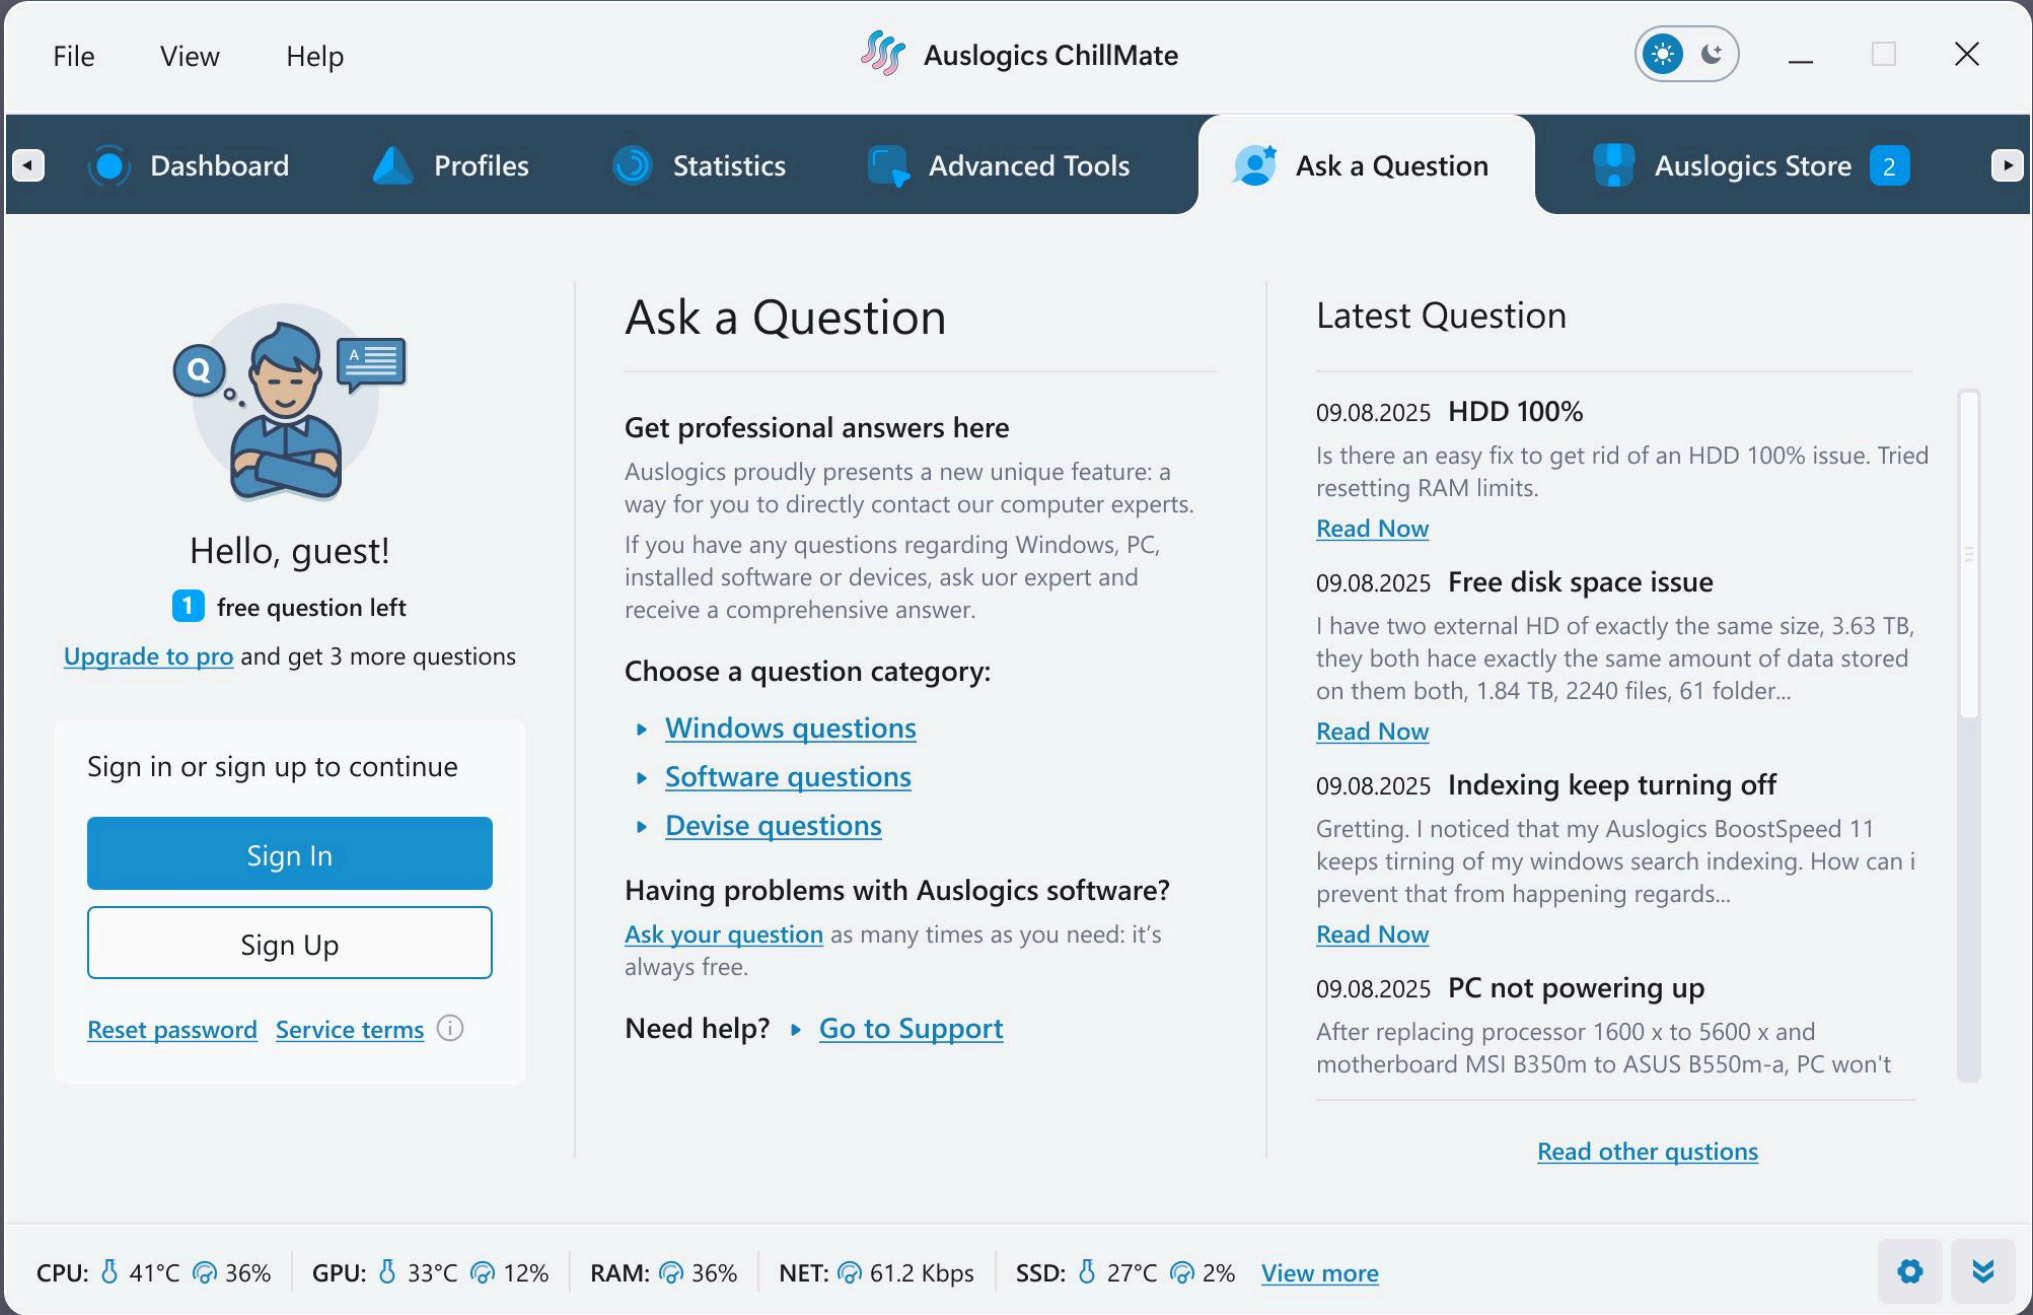 File View Help
Auslogics ChillMate
Dashboard
Profiles
Statistics
Advanced Tools
Ask a Question
Auslogics Store 2
Q
A
Hello, guest!
1 free question left
Upgrade to pro and get 3 more questions
Sign in or sign up to continue
Sign In
Sign Up
Reset password Service terms
Ask a Question
Get professional answers here
Auslogics proudly presents a new unique feature: a
way for you to directly contact our computer experts.
If you have any questions regarding Windows, PC,
installed software or devices, ask uor expert and
receive a comprehensive answer.
Choose a question category:
Windows questions
Software questions
Devise questions
Having problems with Auslogics software?
Ask your question as many times as you need: it’s
always free.
Need help? Go to Support
Latest Question
09.08.2025 HDD 100%
Is there an easy fix to get rid of an HDD 100% issue. Tried
resetting RAM limits.
Read Now
09.08.2025 Free disk space issue
I have two external HD of exactly the same size, 3.63 TB,
they both hace exactly the same amount of data stored
on them both, 1.84 TB, 2240 files, 61 folder...
Read Now
09.08.2025 Indexing keep turning off
Gretting. I noticed that my Auslogics BoostSpeed 11
keeps tirning of my windows search indexing. How can i
prevent that from happening regards...
Read Now
09.08.2025 PC not powering up
After replacing processor 1600 x to 5600 x and
motherboard MSI B350m to ASUS B550m-a, PC won't
Read other qustions
CPU: 41°C 36% GPU: 33°C 12% RAM: 36% NET: 61.2 Kbps SSD: 27°C 2% View more